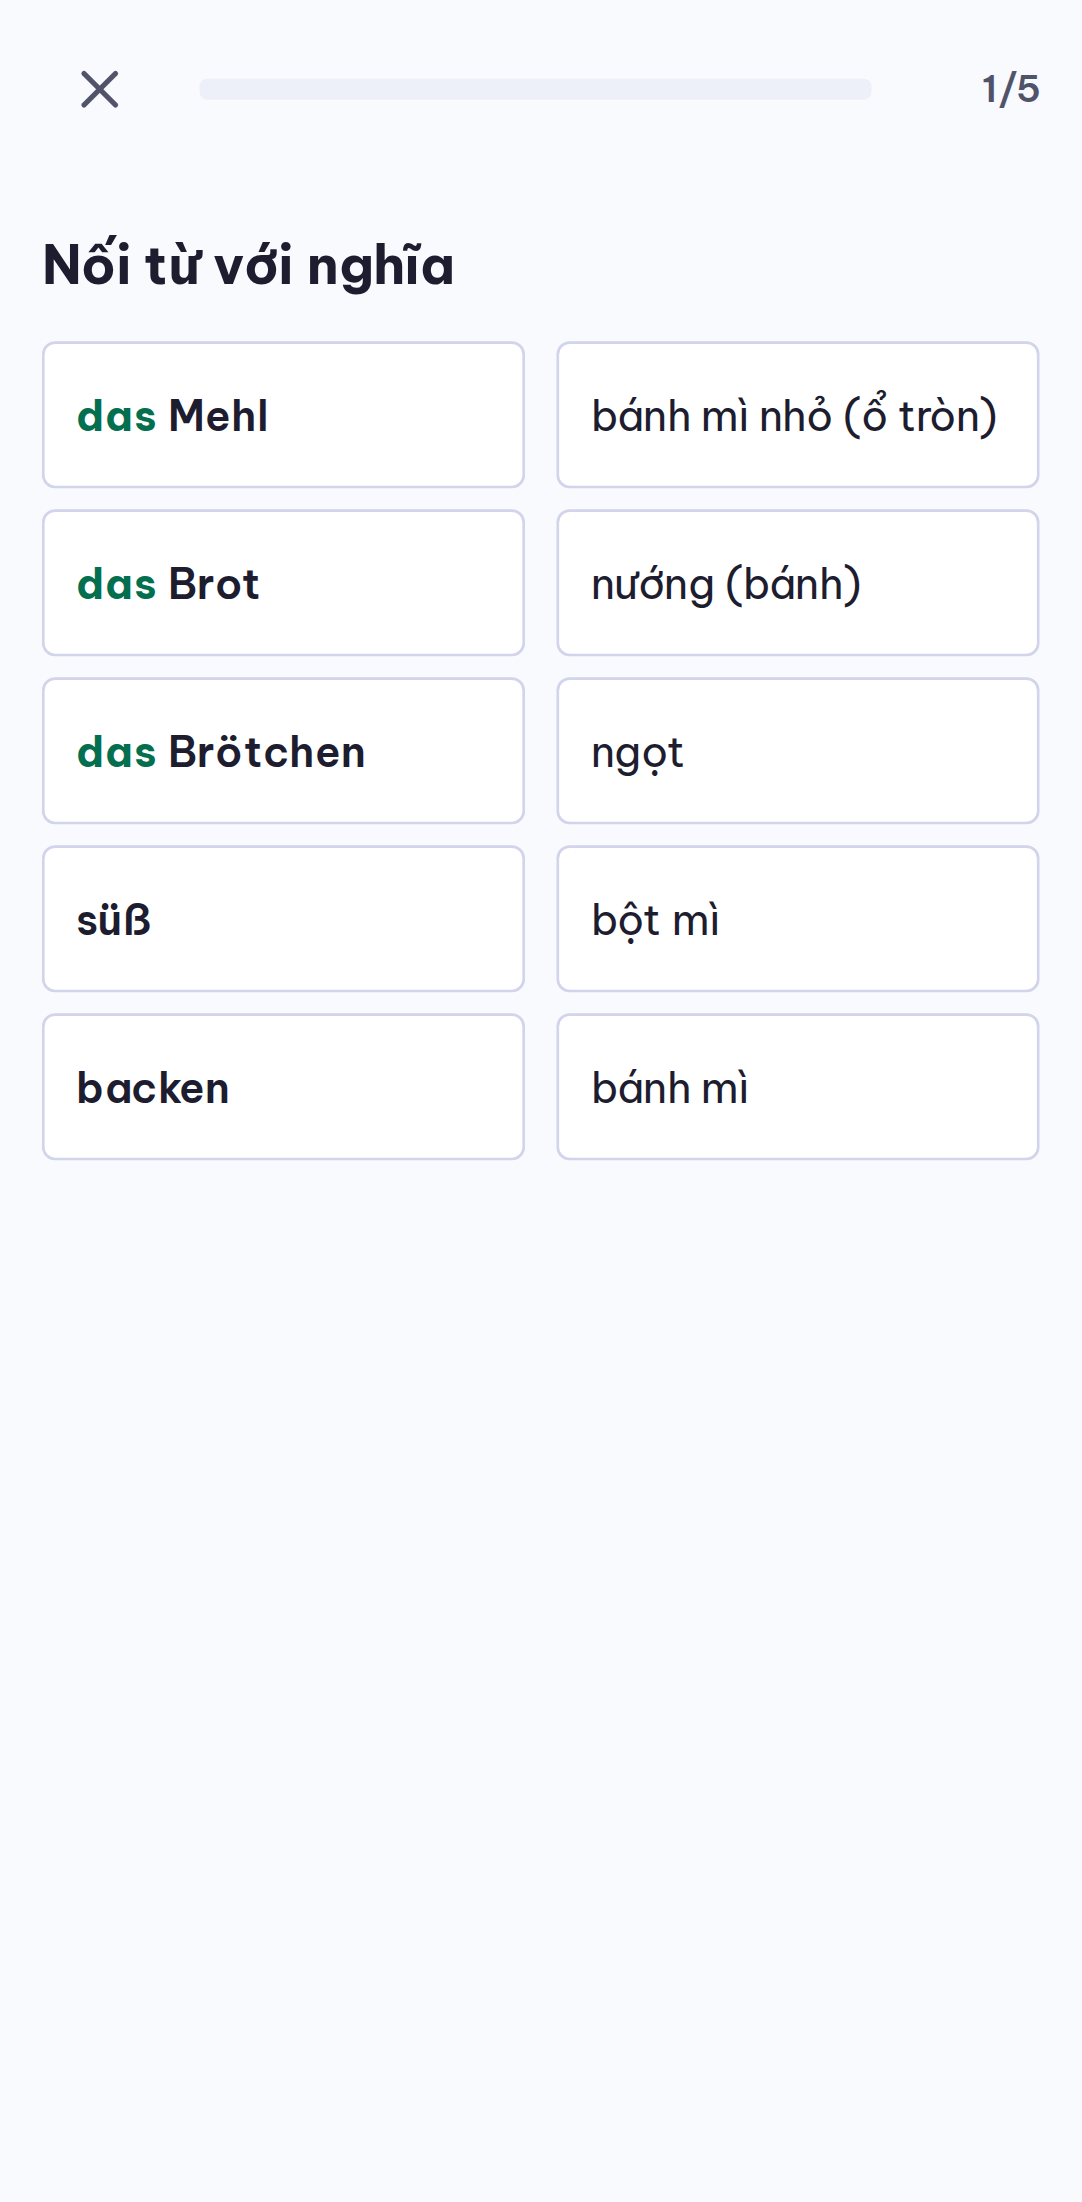 1/5
Nối từ với nghĩa
das Mehl
bánh mì nhỏ (ổ tròn)
das Brot
nướng (bánh)
das Brötchen
ngọt
süß
bột mì
backen
bánh mì